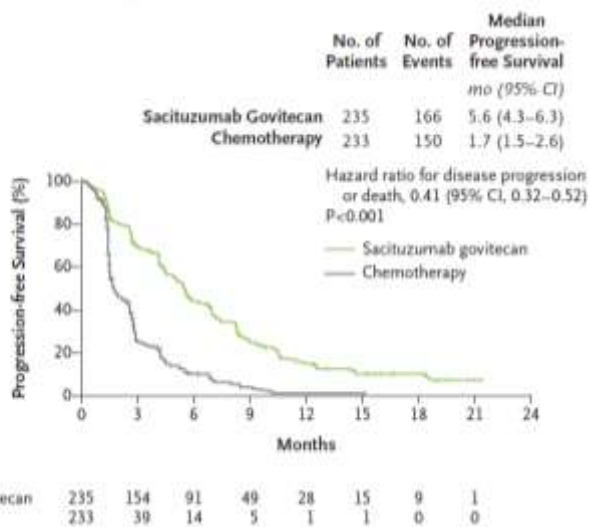 Median
No. of No. of Progression-
Patients Events free Survival
mo (95% CI)
Sacituzumab Govitecan 235 166 5.6 (4.3–6.3)
Chemotherapy 233 150 1.7 (1.5–2.6)
Hazard ratio for disease progression
or death, 0.41 (95% CI, 0.32–0.52)
P<0.001
Sacituzumab govitecan
Chemotherapy
Progression-free Survival (%)
100
80
60
40
20
0
0 3 6 9 12 15 18 21 24
Months
ecan 235 154 91 49 28 15 9 1
233 39 14 5 1 1 0 0